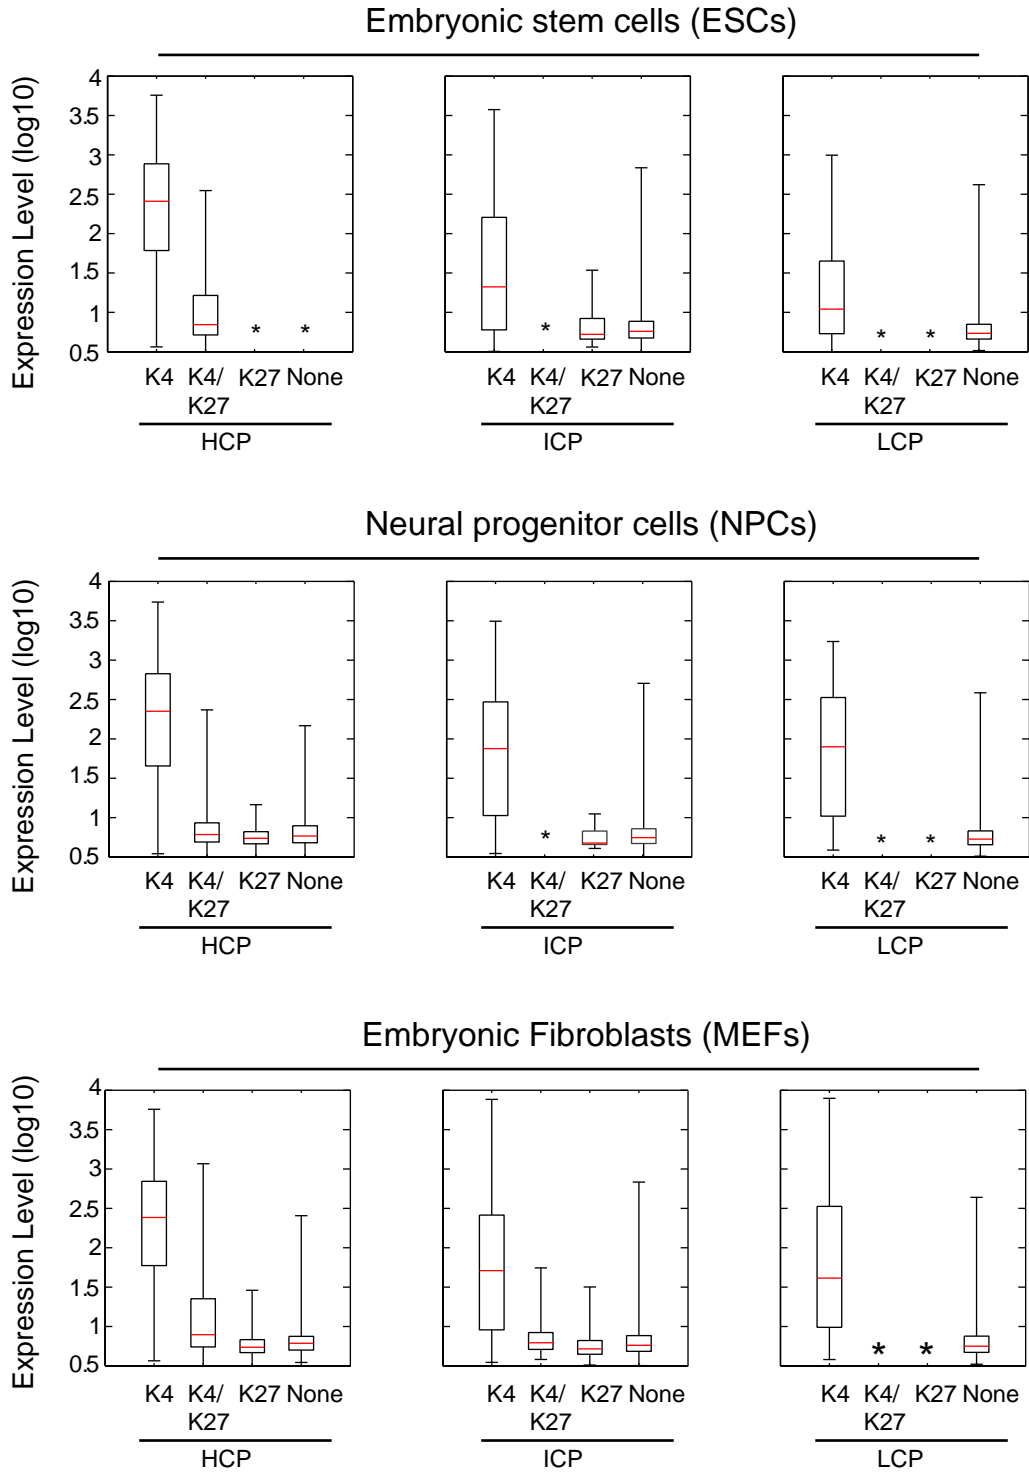 Embryonic stem cells (ESCs)
Expression Level (log10)
4
3.5
3
2.5
2
1.5
1
0.5
* *
* 
* *
K4 K4/ K27 None
K27
HCP
K4 K4/ K27 None
K27
ICP
K4 K4/ K27 None
K27
LCP
Neural progenitor cells (NPCs)
Expression Level (log10)
4
3.5
3
2.5
2
1.5
1
0.5
*
* *
K4 K4/ K27 None
K27
HCP
K4 K4/ K27 None
K27
ICP
K4 K4/ K27 None
K27
LCP
Embryonic Fibroblasts (MEFs)
Expression Level (log10)
4
3.5
3
2.5
2
1.5
1
0.5
* *
K4 K4/ K27 None
K27
HCP
K4 K4/ K27 None
K27
ICP
K4 K4/ K27 None
K27
LCP